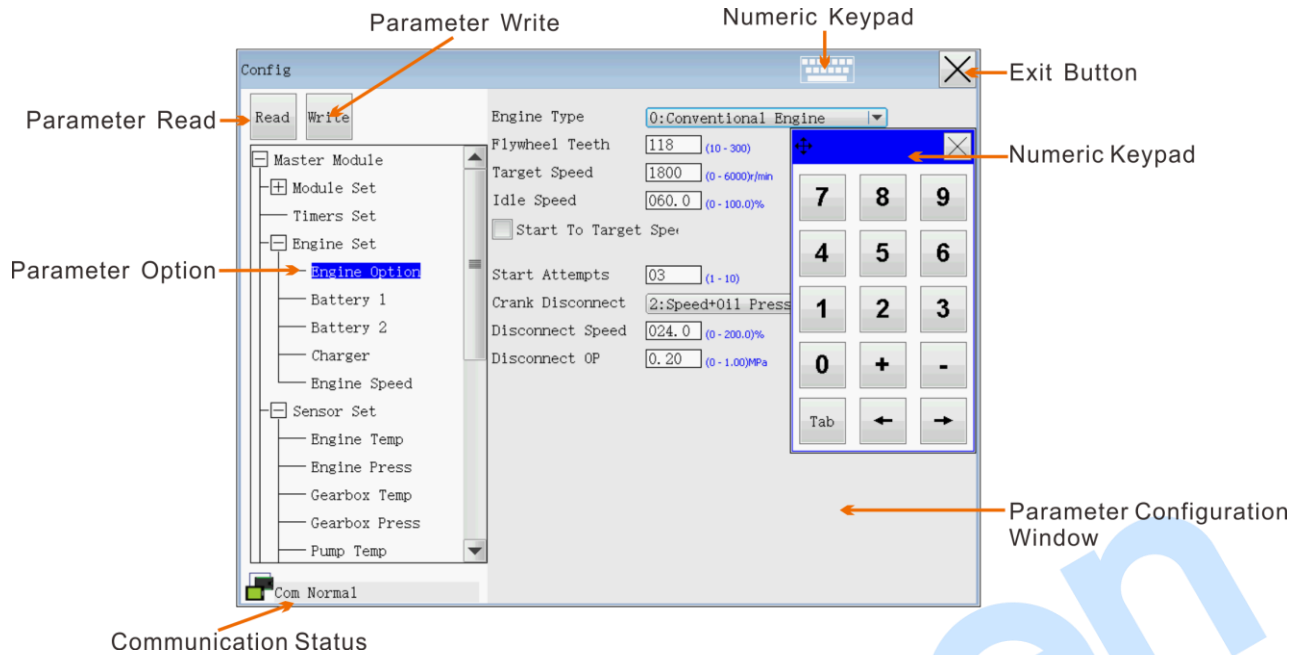 Parameter Write
Numeric Keypad
Config
Exit Button
Parameter Read
Read
Write
Engine Type
0:Conventional Engine
Flywheel Teeth
118
(10 - 300)
Numeric Keypad
Master Module
Target Speed
1800
(0 - 6000)r/min
Module Set
Idle Speed
060.0
(0 - 100.0)%
7
8
9
Timers Set
Start To Target Spe
Engine Set
4
5
6
Parameter Option
Engine Option
Start Attempts
03
(1 - 10)
Battery 1
Crank Disconnect
2:Speed+Oil Press
1
2
3
Battery 2
Disconnect Speed
024.0
(0 - 200.0)%
Charger
Disconnect OP
0.20
(0 - 1.00)MPa
0
+
-
Engine Speed
Sensor Set
Tab
←
→
Engine Temp
Engine Press
Gearbox Temp
Gearbox Press
Parameter Configuration
Window
Pump Temp
Com Normal
Communication Status
en